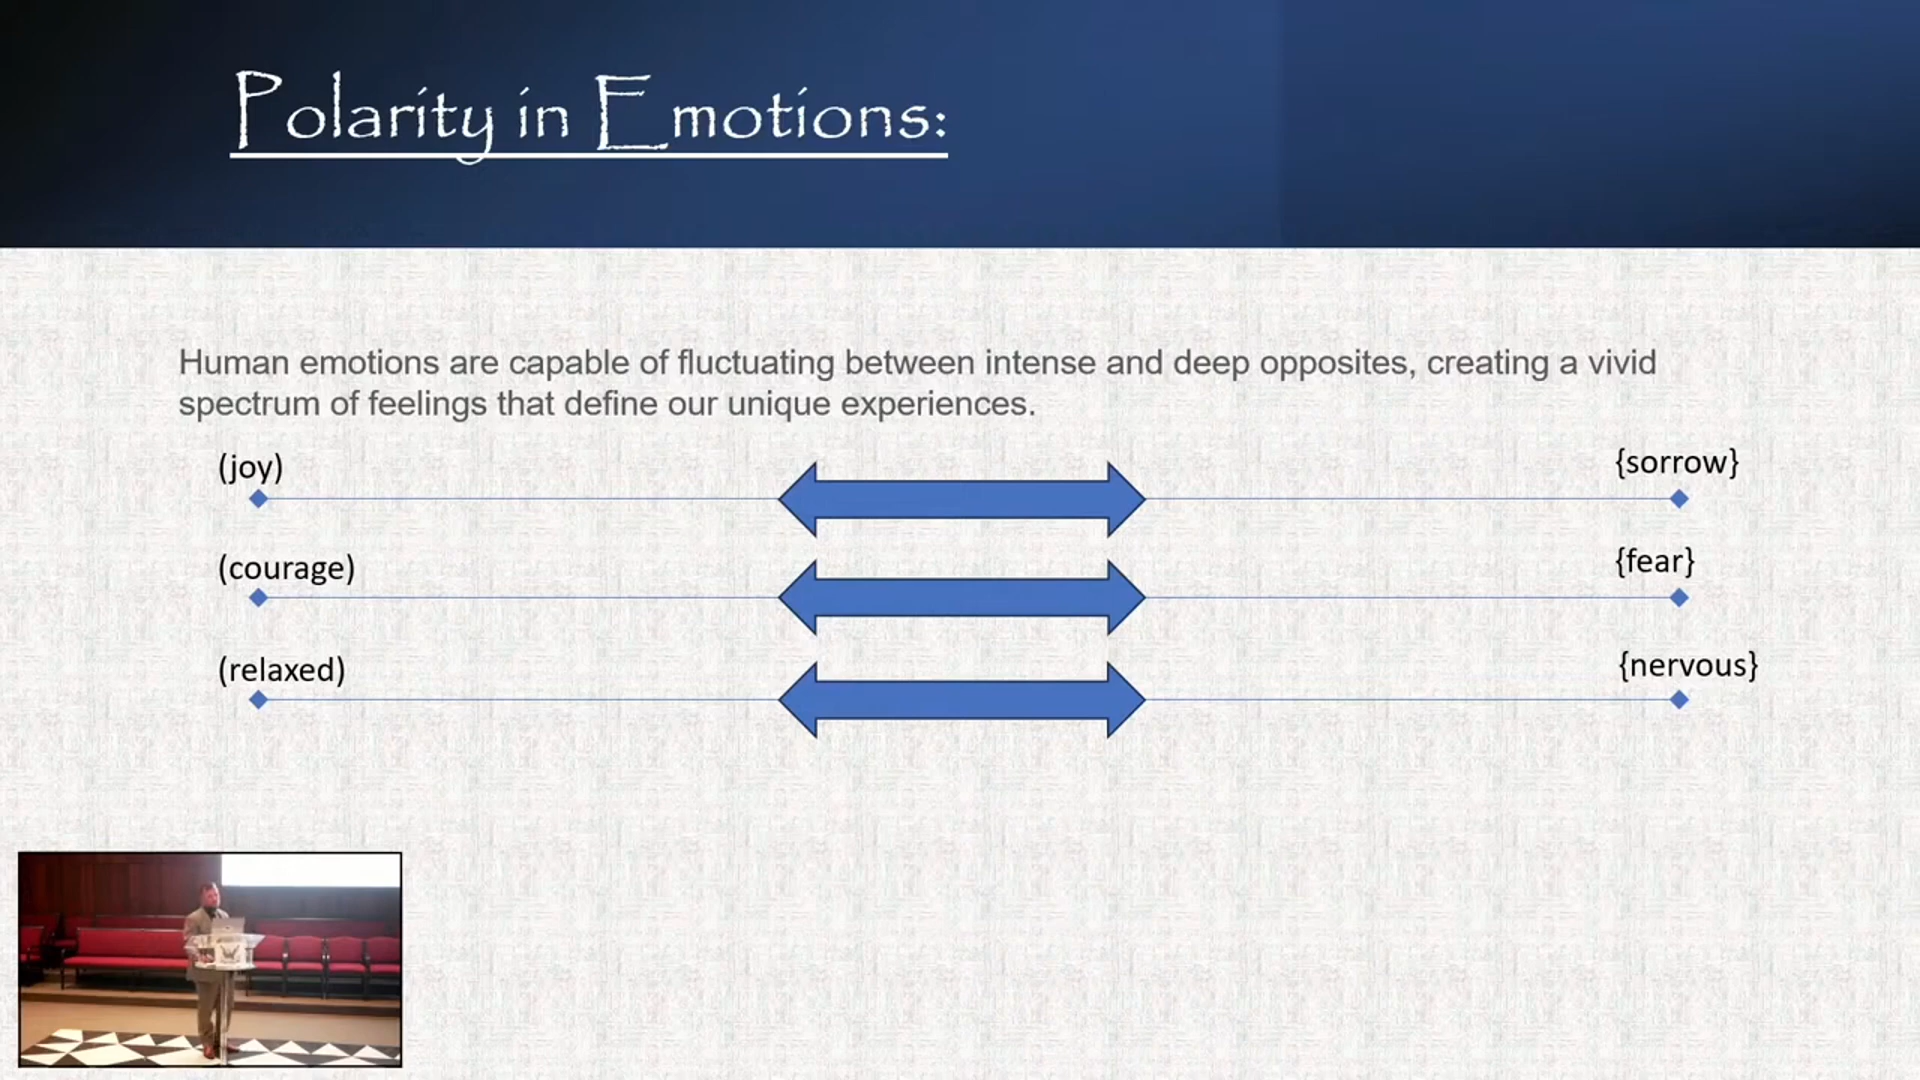 Polarity in Emotions:
Human emotions are capable of fluctuating between intense and deep opposites, creating a vivid
spectrum of feelings that define our unique experiences.
(joy) {sorrow}
(courage) {fear}
(relaxed) {nervous}